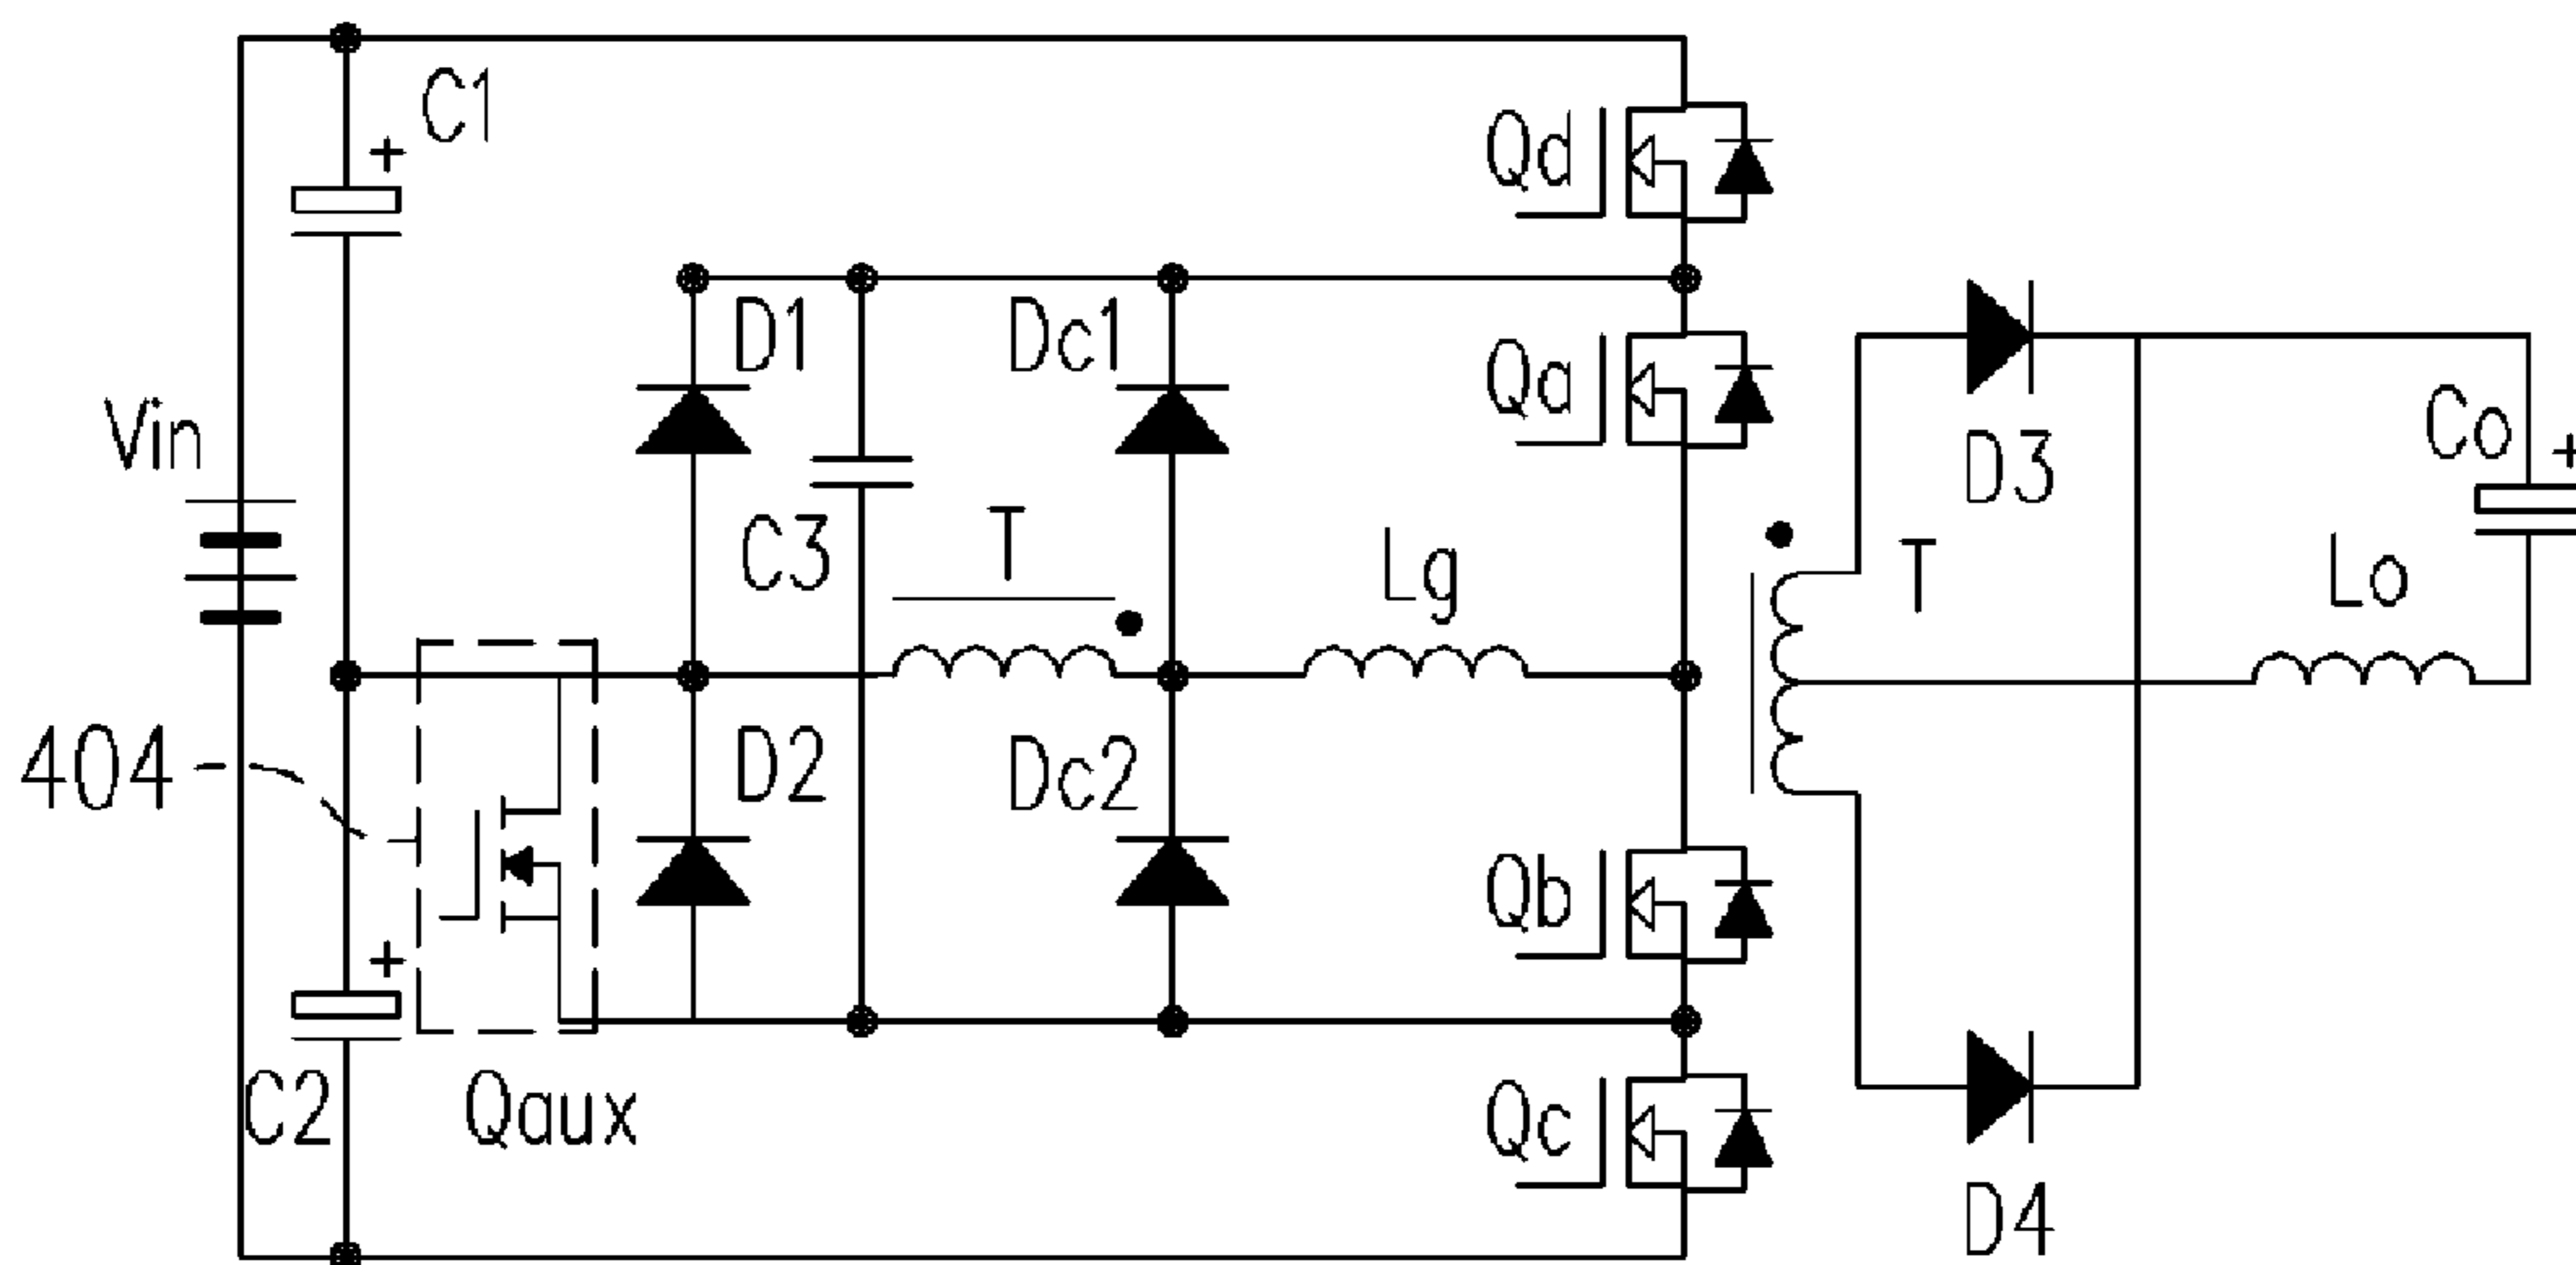 C1
+
Qd
D1
Dc1
Qa
Vin
Co
+
D3
C3
T
Lg
T
Lo
404
D2
Dc2
Qb
+
C2
Qaux
Qc
D4